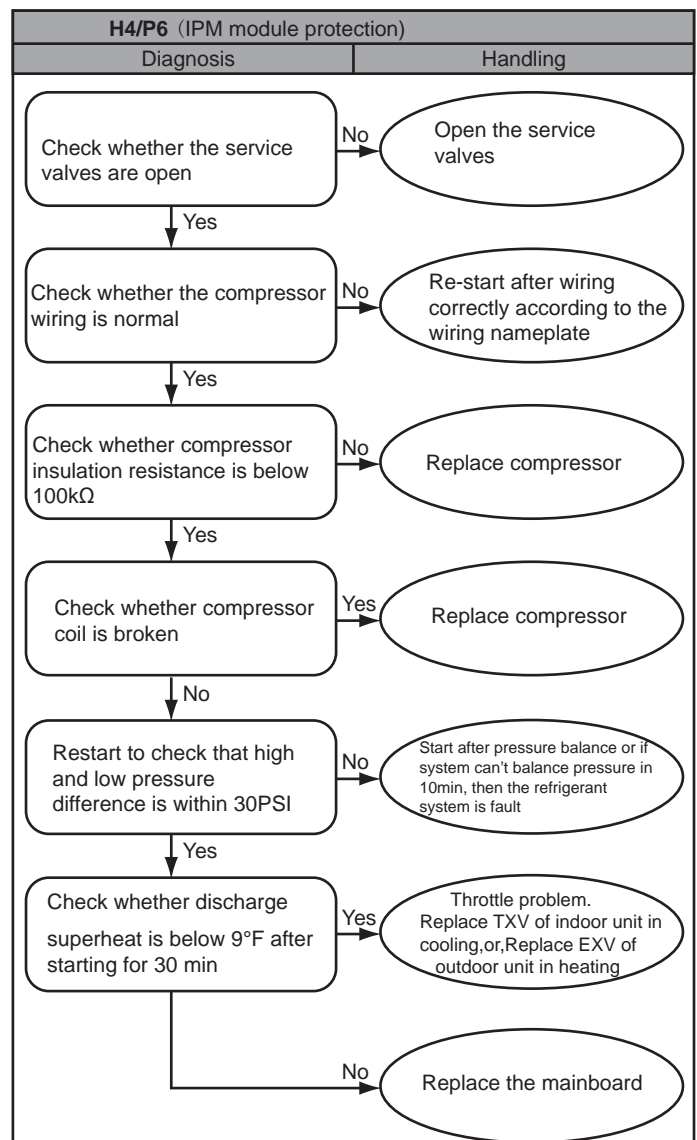 H4/P6（IPM module protection)
Diagnosis
Handling
Check whether the service
valves are open
No
Open the service
valves
Yes
Check whether the compressor
wiring is normal
No
Re-start after wiring
correctly according to the
wiring nameplate
Yes
Check whether compressor
insulation resistance is below
100kΩ
No
Replace compressor
Yes
Check whether compressor
coil is broken
Yes
Replace compressor
No
Restart to check that high
and low pressure
difference is within 30PSI
No
Start after pressure balance or if
system can't balance pressure in
10min, then the refrigerant
system is fault
Yes
Check whether discharge
superheat is below 9°F after
starting for 30 min
Yes
Throttle problem.
Replace TXV of indoor unit in
cooling,or,Replace EXV of
outdoor unit in heating
No
Replace the mainboard